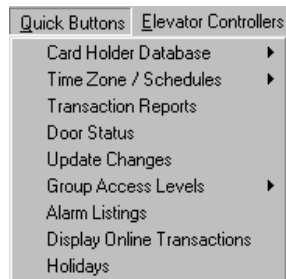 Quick Buttons Elevator Controllers
Card Holder Database
Time Zone / Schedules
Transaction Reports
Door Status
Update Changes
Group Access Levels
Alarm Listings
Display Online Transactions
Holidays